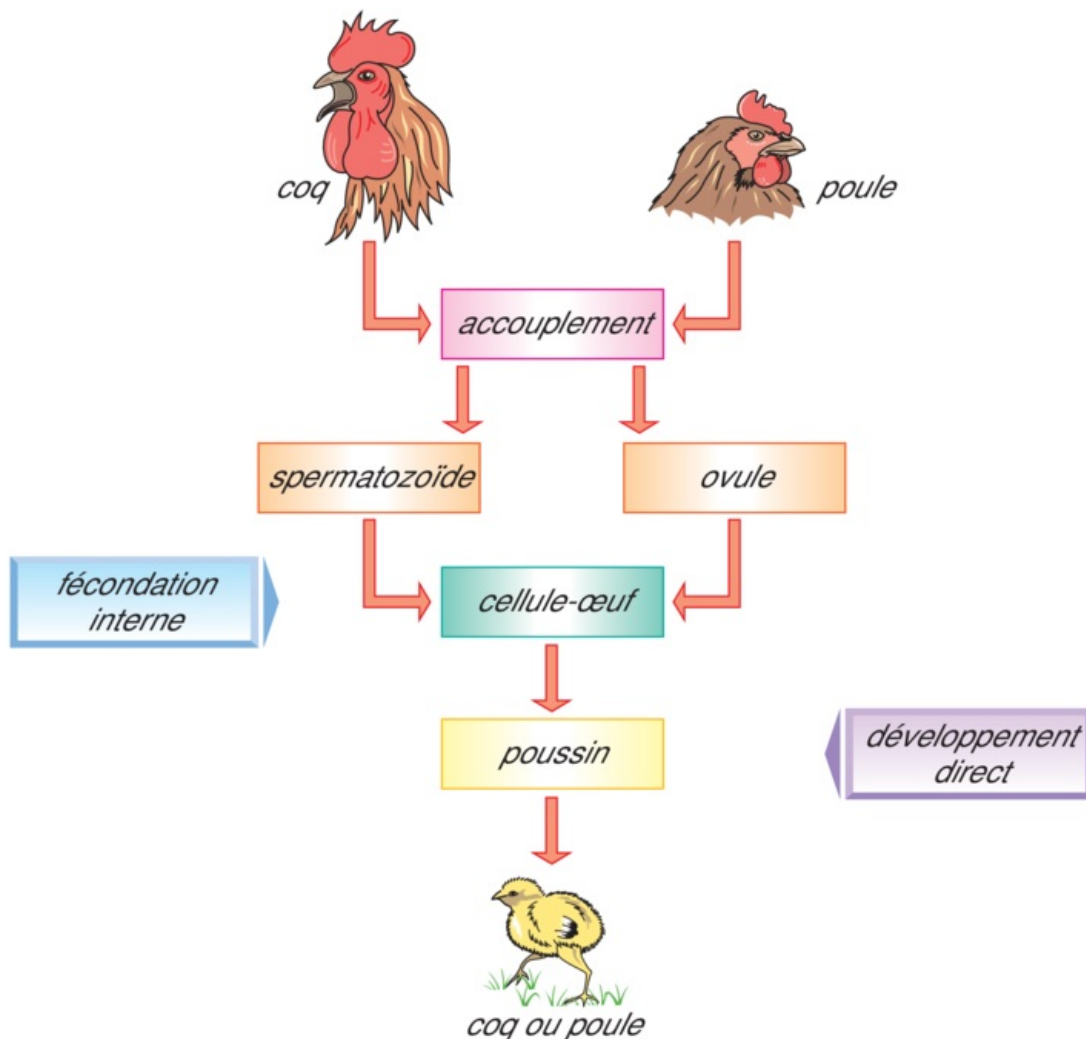 coq
poule
accouplement
spermatozoïde
ovule
fécondation
interne
cellule-œuf
poussin
développement
direct
coq ou poule